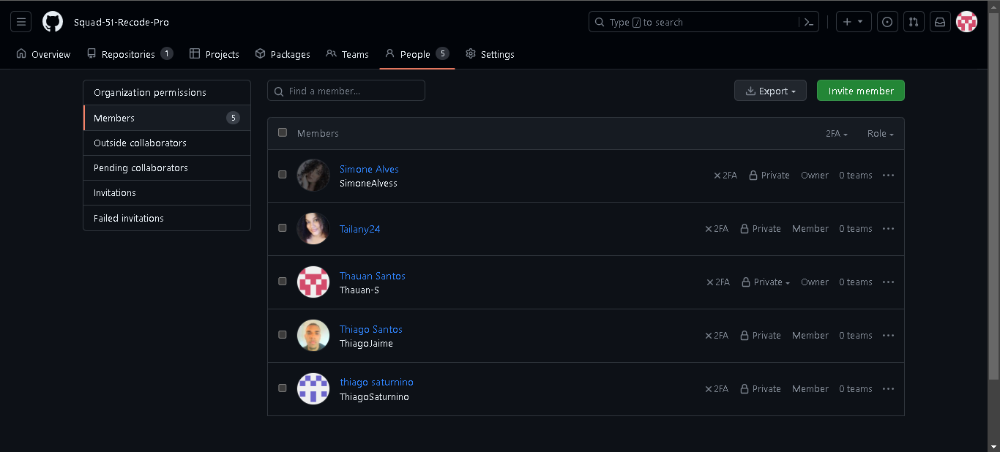 Squad-51-Recode-Pro
Type / to search
Overview
Repositories 1
Projects
Packages
Teams
People 5
Settings
Organization permissions
Members 5
Outside collaborators
Pending collaborators
Invitations
Failed invitations
Find a member...
Export
Invite member
Members 2FA Role
Simone Alves
SimoneAlvess
2FA Private Owner 0 teams
Tailany24
2FA Private Member 0 teams
Thauan Santos
Thauan-S
2FA Private Owner 0 teams
Thiago Santos
ThiagoJaime
2FA Private Member 0 teams
thiago saturnino
ThiagoSaturnino
2FA Private Member 0 teams